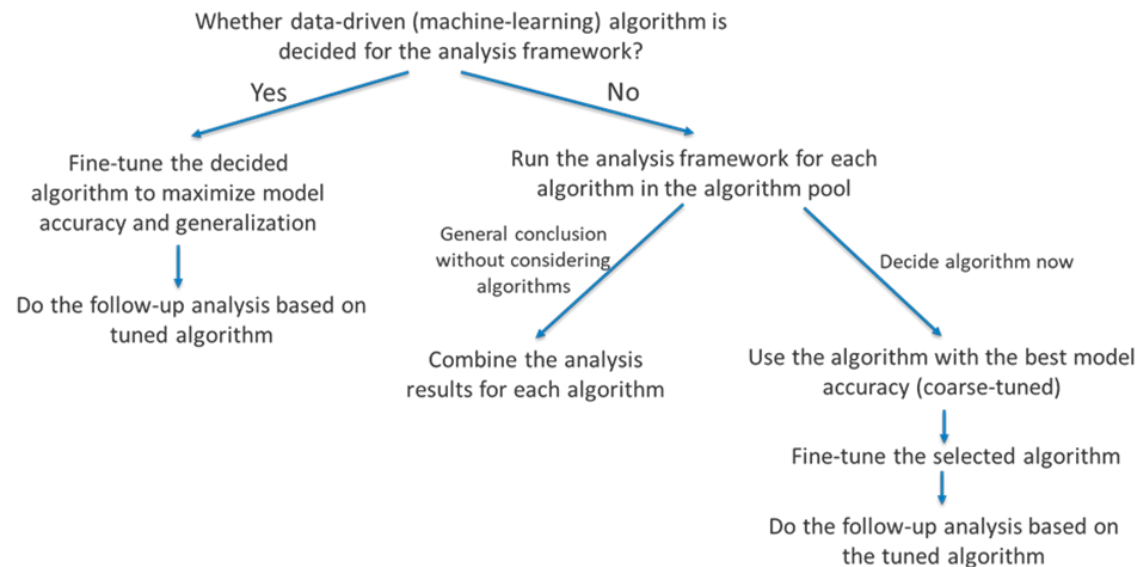 Whether data-driven (machine-learning) algorithm is
decided for the analysis framework?
Yes
No
Fine-tune the decided
algorithm to maximize model
accuracy and generalization
Run the analysis framework for each
algorithm in the algorithm pool
General conclusion
without considering
algorithms
Decide algorithm now
Do the follow-up analysis based on
tuned algorithm
Combine the analysis
results for each algorithm
Use the algorithm with the best model
accuracy (coarse-tuned)
Fine-tune the selected algorithm
Do the follow-up analysis based on
the tuned algorithm